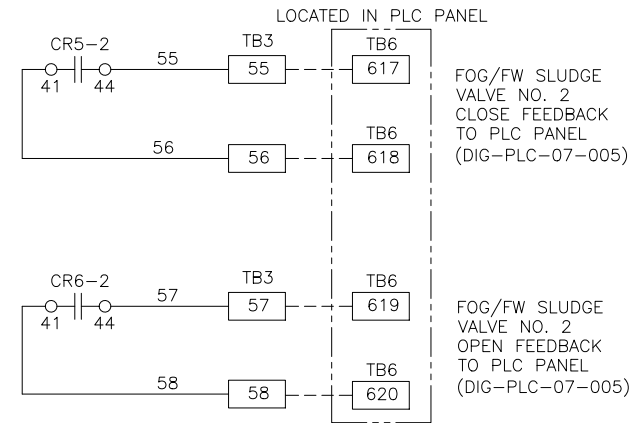 LOCATED IN PLC PANEL
CR5-2
55
TB3
TB6
41
44
55
617
FOG/FW SLUDGE
VALVE NO. 2
CLOSE FEEDBACK
TO PLC PANEL
(DIG-PLC-07-005)
56
TB6
56
618
CR6-2
57
TB3
TB6
41
44
57
619
FOG/FW SLUDGE
VALVE NO. 2
OPEN FEEDBACK
TO PLC PANEL
(DIG-PLC-07-005)
58
TB6
58
620